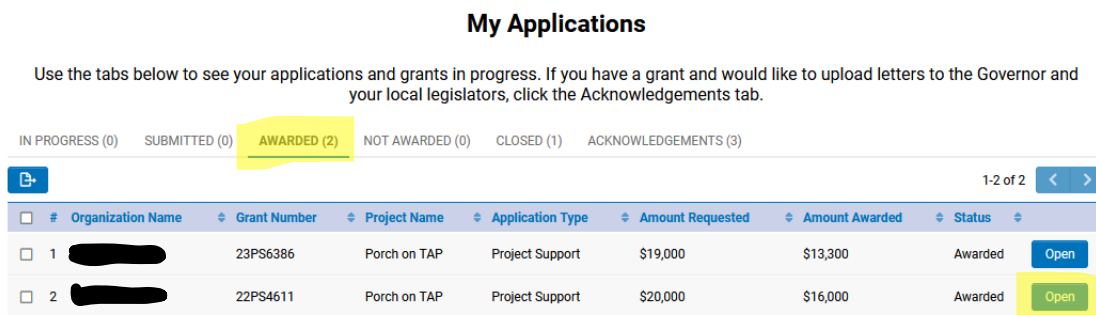 My Applications
Use the tabs below to see your applications and grants in progress. If you have a grant and would like to upload letters to the Governor and
your local legislators, click the Acknowledgements tab.
IN PROGRESS (0) SUBMITTED (0) AWARDED (2) NOT AWARDED (0) CLOSED (1) ACKNOWLEDGEMENTS (3)
1-2 of 2
# Organization Name Grant Number Project Name Application Type Amount Requested Amount Awarded Status
1 23PS6386 Porch on TAP Project Support $19,000 $13,300 Awarded Open
2 22PS4611 Porch on TAP Project Support $20,000 $16,000 Awarded Open